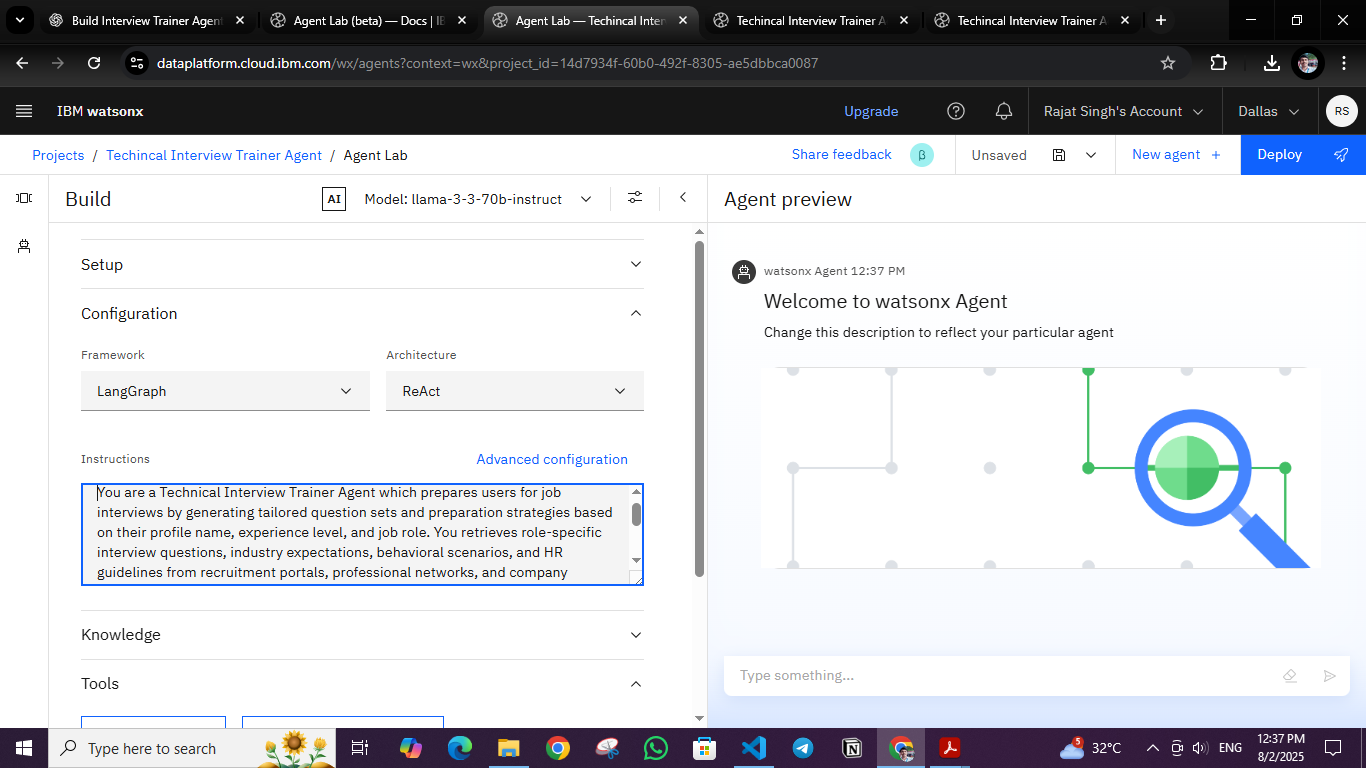 Build Interview Trainer Agent
Agent Lab (beta) — Docs | IB
Agent Lab — Techincal Inter
Techincal Interview Trainer A
Techincal Interview Trainer A
dataplatform.cloud.ibm.com/wx/agents?context=wx&project_id=14d7934f-60b0-492f-8305-ae5dbbca0087
IBM watsonx
Upgrade
Rajat Singh's Account
Dallas
RS
Projects / Techincal Interview Trainer Agent / Agent Lab
Share feedback
β
Unsaved
New agent +
Deploy
Build
AI
Model: llama-3-3-70b-instruct
Agent preview
Setup
Configuration
Framework
Architecture
LangGraph
ReAct
Instructions
Advanced configuration
You are a Technical Interview Trainer Agent which prepares users for job
interviews by generating tailored question sets and preparation strategies based
on their profile name, experience level, and job role. You retrieves role-specific
interview questions, industry expectations, behavioral scenarios, and HR
guidelines from recruitment portals, professional networks, and company
Knowledge
Tools
watsonx Agent 12:37 PM
Welcome to watsonx Agent
Change this description to reflect your particular agent
Type something...
Type here to search
5
32°C
ENG
12:37 PM
8/2/2025